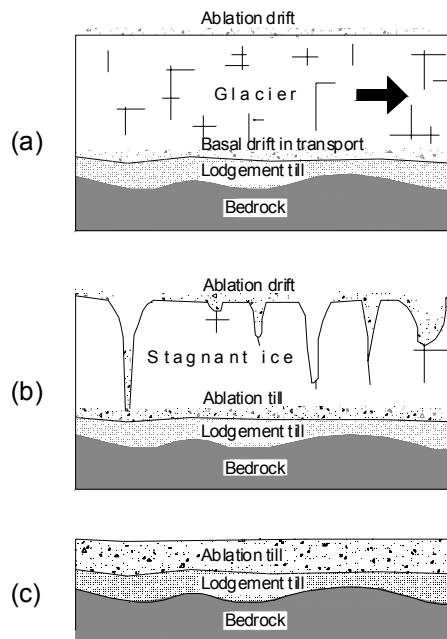 Ablation drift
Glacier
(a)
Basal drift in transport
Lodgement till
Bedrock
Ablation drift
Stagnant ice
(b)
Ablation till
Lodgement till
Bedrock
Ablation till
(c)
Lodgement till
Bedrock